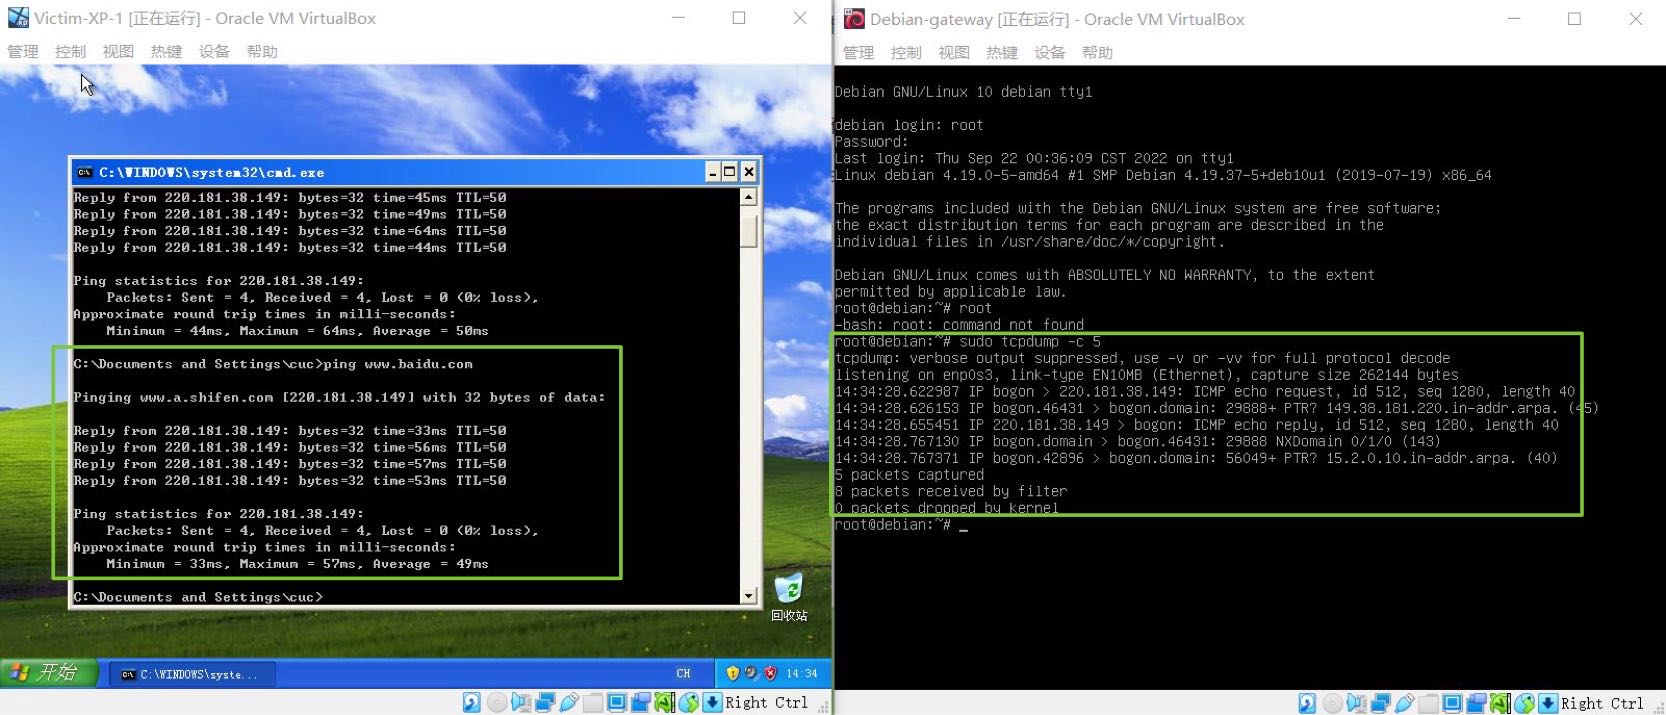 Victim-XP-1 [正在运行] - Oracle VM VirtualBox
管理 控制 视图 热键 设备 帮助
C:\WINDOWS\system32\cmd.exe
Reply from 220.181.38.149: bytes=32 time=45ms TTL=50
Reply from 220.181.38.149: bytes=32 time=49ms TTL=50
Reply from 220.181.38.149: bytes=32 time=64ms TTL=50
Reply from 220.181.38.149: bytes=32 time=44ms TTL=50
Ping statistics for 220.181.38.149:
Packets: Sent = 4, Received = 4, Lost = 0 (0% loss),
Approximate round trip times in milli-seconds:
Minimum = 44ms, Maximum = 64ms, Average = 50ms
C:\Documents and Settings\cuc>ping www.baidu.com
Pinging www.a.shifen.com [220.181.38.149] with 32 bytes of data:
Reply from 220.181.38.149: bytes=32 time=33ms TTL=50
Reply from 220.181.38.149: bytes=32 time=56ms TTL=50
Reply from 220.181.38.149: bytes=32 time=57ms TTL=50
Reply from 220.181.38.149: bytes=32 time=53ms TTL=50
Ping statistics for 220.181.38.149:
Packets: Sent = 4, Received = 4, Lost = 0 (0% loss),
Approximate round trip times in milli-seconds:
Minimum = 33ms, Maximum = 57ms, Average = 49ms
C:\Documents and Settings\cuc>
回收站
开始 C:\WINDOWS\syste... CH 14:34
Right Ctrl
Debian-gateway [正在运行] - Oracle VM VirtualBox
管理 控制 视图 热键 设备 帮助
Debian GNU/Linux 10 debian tty1
debian login: root
Password:
Last login: Thu Sep 22 00:36:09 CST 2022 on tty1
Linux debian 4.19.0-5-amd64 #1 SMP Debian 4.19.37-5+deb10u1 (2019-07-19) x86_64
The programs included with the Debian GNU/Linux system are free software;
the exact distribution terms for each program are described in the
individual files in /usr/share/doc/*/copyright.
Debian GNU/Linux comes with ABSOLUTELY NO WARRANTY, to the extent
permitted by applicable law.
root@debian:~# root
-bash: root: command not found
root@debian:~# sudo tcpdump -c 5
tcpdump: verbose output suppressed, use -v or -vv for full protocol decode
listening on enp0s3, link-type EN10MB (Ethernet), capture size 262144 bytes
14:34:28.622987 IP bogon > 220.181.38.149: ICMP echo request, id 512, seq 1280, length 40
14:34:28.626153 IP bogon.46431 > bogon.domain: 29888+ PTR? 149.38.181.220.in-addr.arpa. (45)
14:34:28.655451 IP 220.181.38.149 > bogon: ICMP echo reply, id 512, seq 1280, length 40
14:34:28.767130 IP bogon.domain > bogon.46431: 29888 NXDomain 0/1/0 (143)
14:34:28.767371 IP bogon.42896 > bogon.domain: 56049+ PTR? 15.2.0.10.in-addr.arpa. (40)
5 packets captured
8 packets received by filter
0 packets dropped by kernel
root@debian:~# _
Right Ctrl